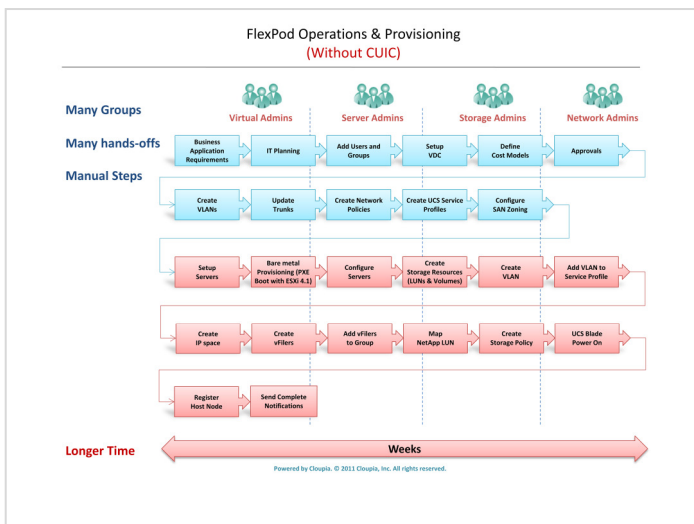 FlexPod Operations & Provisioning
(Without CUIC)
Many Groups
Virtual Admins
Server Admins
Storage Admins
Network Admins
Many hands-offs
Business
Application
Requirements
IT Planning
Add Users and
Groups
Setup
VDC
Define
Cost Models
Approvals
Manual Steps
Create
VLANs
Update
Trunks
Create Network
Policies
Create UCS Service
Profiles
Configure
SAN Zoning
Setup
Servers
Bare metal
Provisioning (PXE
Boot with ESXi 4.1)
Configure
Servers
Create
Storage Resources
(LUNs & Volumes)
Create
VLAN
Add VLAN to
Service Profile
Create
IP space
Create
vFilers
Add vFilers
to Group
Map
NetApp LUN
Create
Storage Policy
UCS Blade
Power On
Register
Host Node
Send Complete
Notifications
Longer Time
Weeks
Powered by Cloupia. © 2011 Cloupia, Inc. All rights reserved.